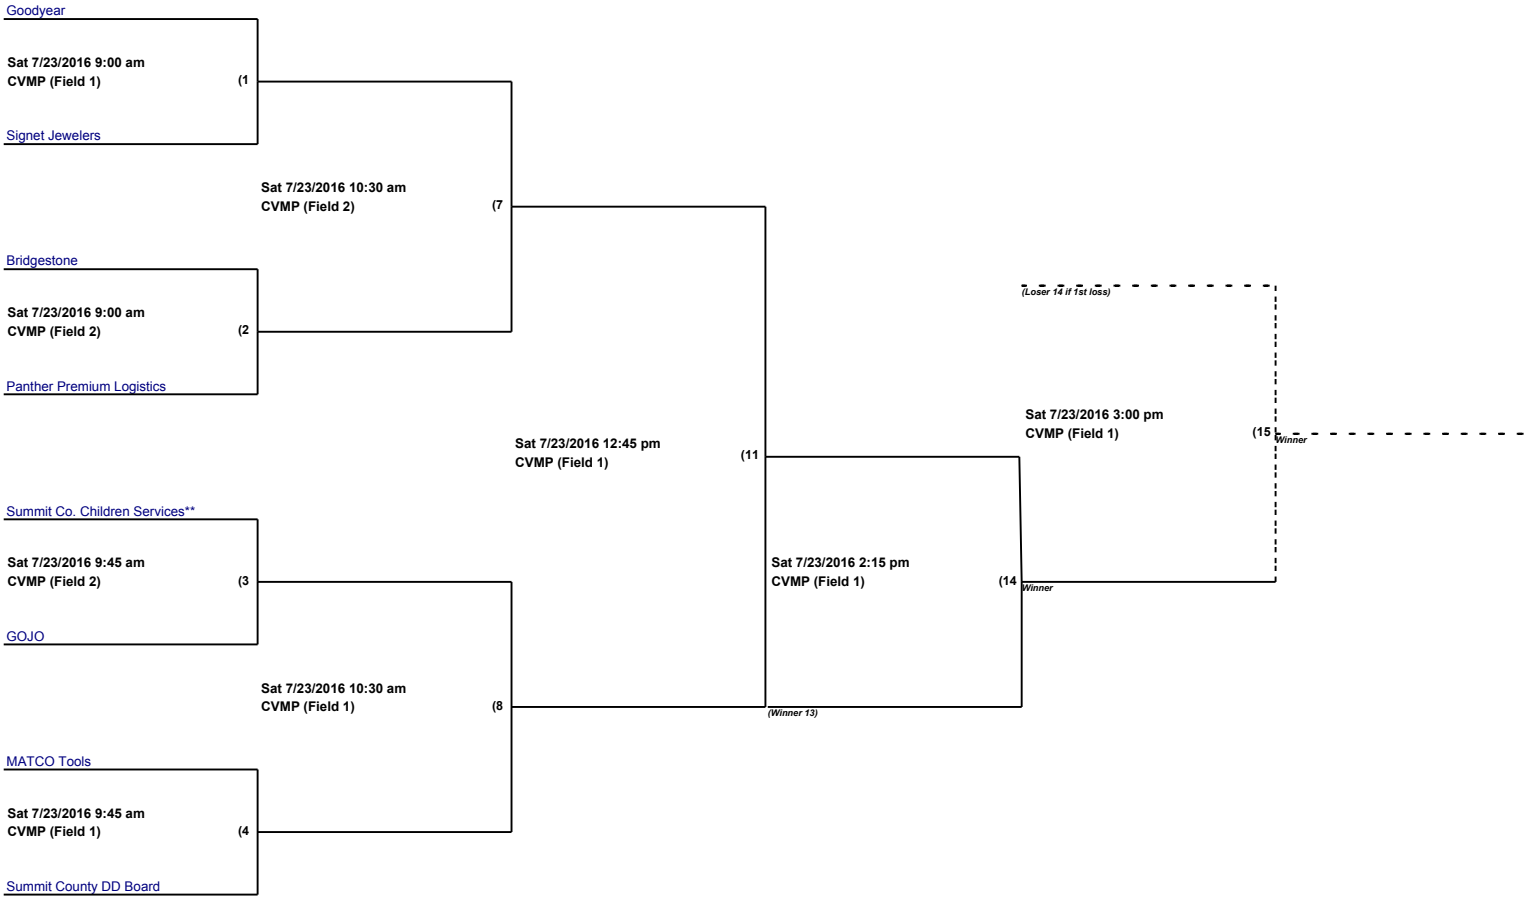 Goodyear
Sat 7/23/2016 9:00 am
CVMP (Field 1)
(1
Signet Jewelers
Sat 7/23/2016 10:30 am
CVMP (Field 2)
(7
Bridgestone
(Loser 14 if 1st loss)
Sat 7/23/2016 9:00 am
CVMP (Field 2)
(2
Panther Premium Logistics
Sat 7/23/2016 3:00 pm
CVMP (Field 1)
(15
Winner
Sat 7/23/2016 12:45 pm
CVMP (Field 1)
(11
Summit Co. Children Services**
Sat 7/23/2016 9:45 am
CVMP (Field 2)
(3
Sat 7/23/2016 2:15 pm
CVMP (Field 1)
(14
Winner
GOJO
Sat 7/23/2016 10:30 am
CVMP (Field 1)
(8
(Winner 13)
MATCO Tools
Sat 7/23/2016 9:45 am
CVMP (Field 1)
(4
Summit County DD Board